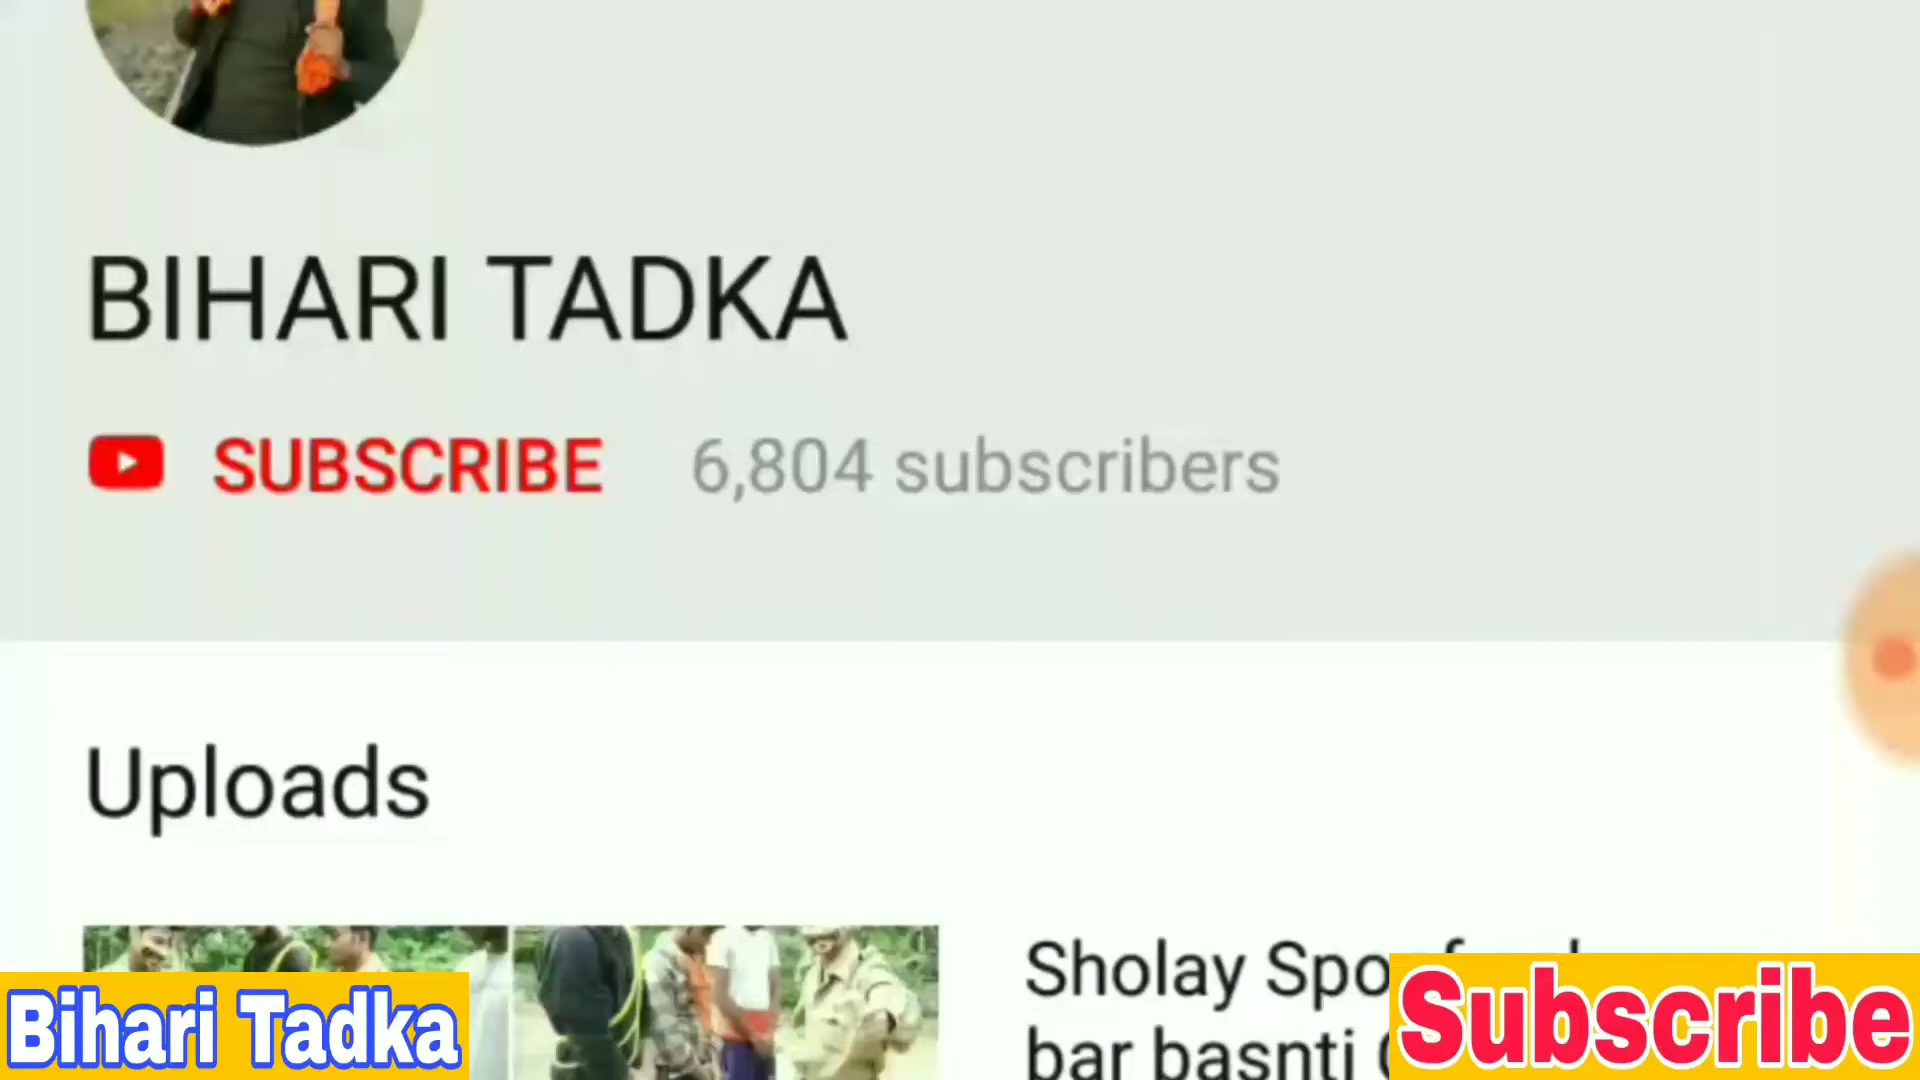 BIHARI TADKA
SUBSCRIBE 6,804 subscribers
Uploads
Sholay
bar basnti
Bihari Tadka
Subscribe